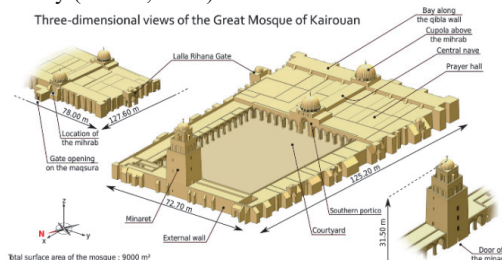 Three-dimensional views of the Great Mosque of Kairouan
Bay along
the qibla wall
Cupola above
the mihrab
Central nave
Prayer hall
Lalla Rihana Gate
78.00 m
127.60 m
Location of
the mihrab
Gate opening
on the maqsura
125.20 m
72.70 m
Minaret
External wall
Southern portico
Courtyard
31.50 m
Door of
z
N
x
y
Total surface area of the mosque : 9000 m²